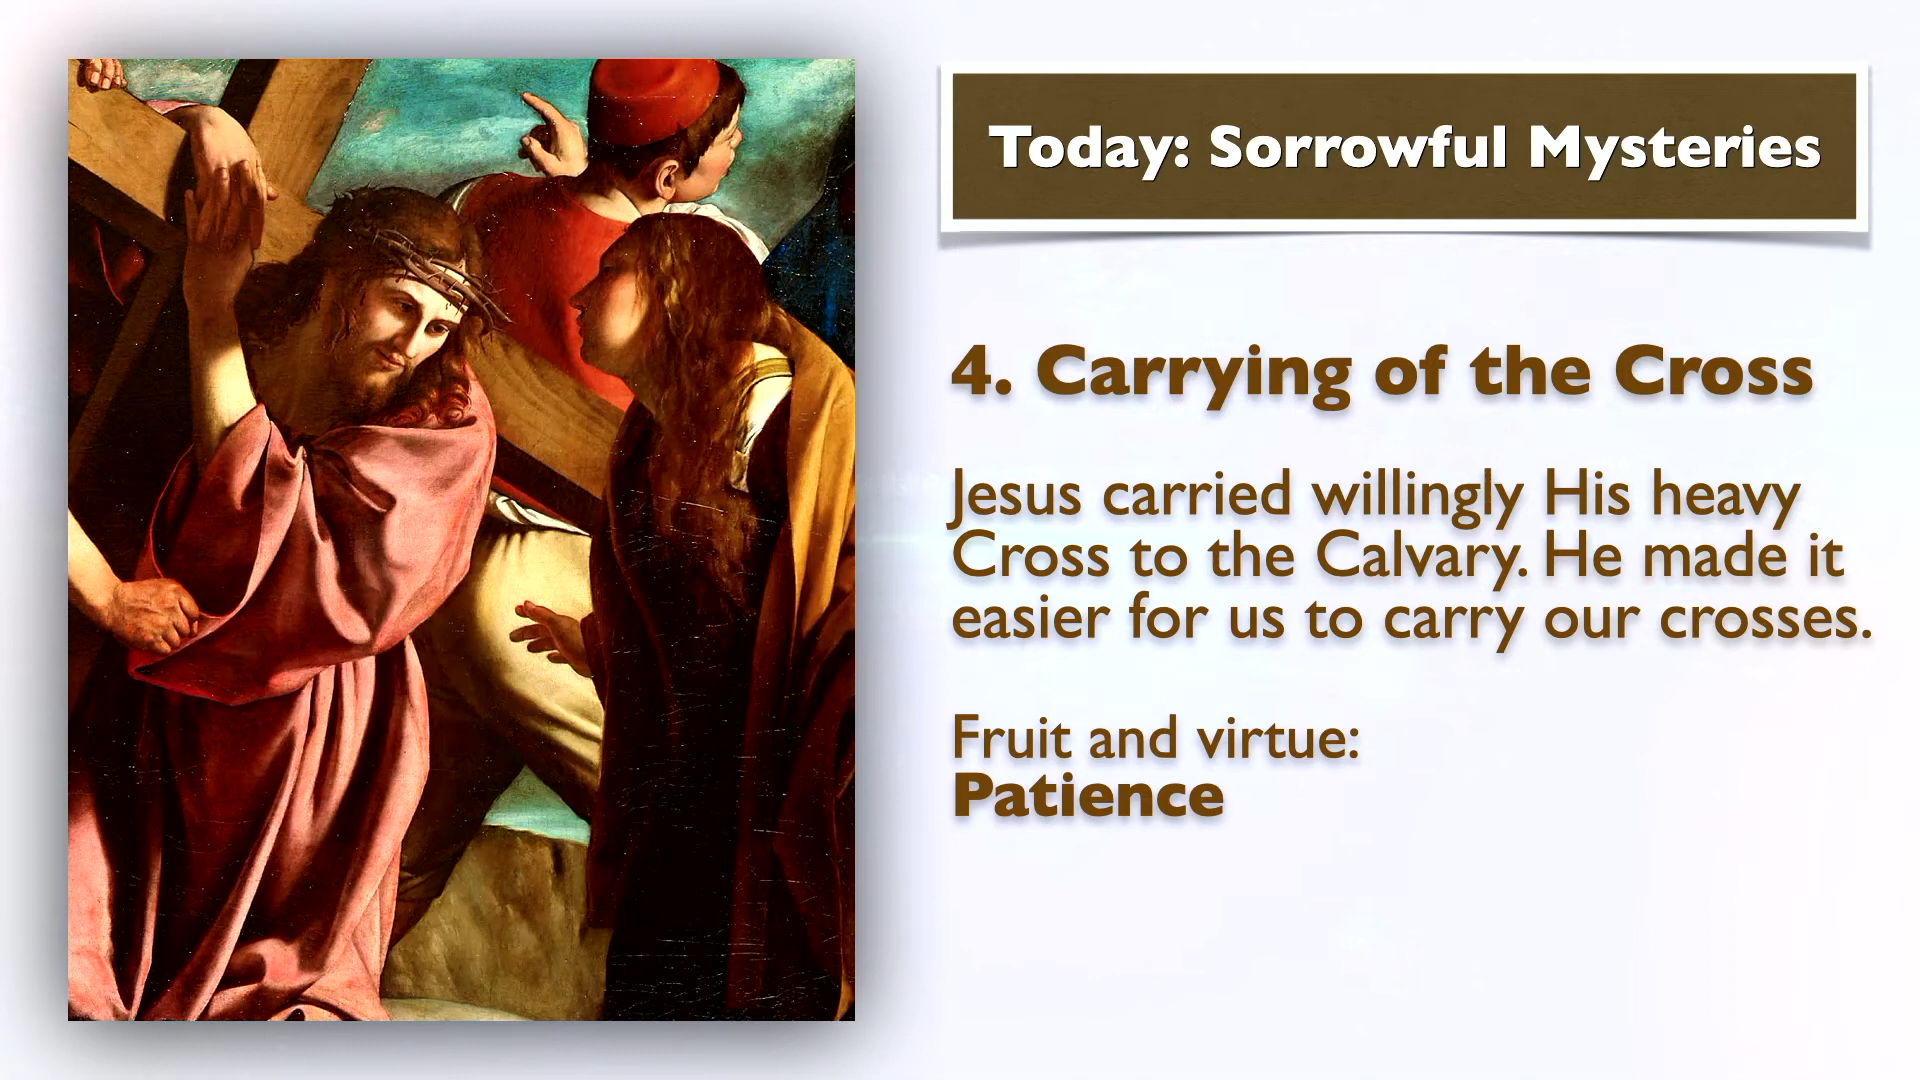 Today: Sorrowful Mysteries
4. Carrying of the Cross
Jesus carried willingly His heavy
Cross to the Calvary. He made it
easier for us to carry our crosses.
Fruit and virtue:
Patience